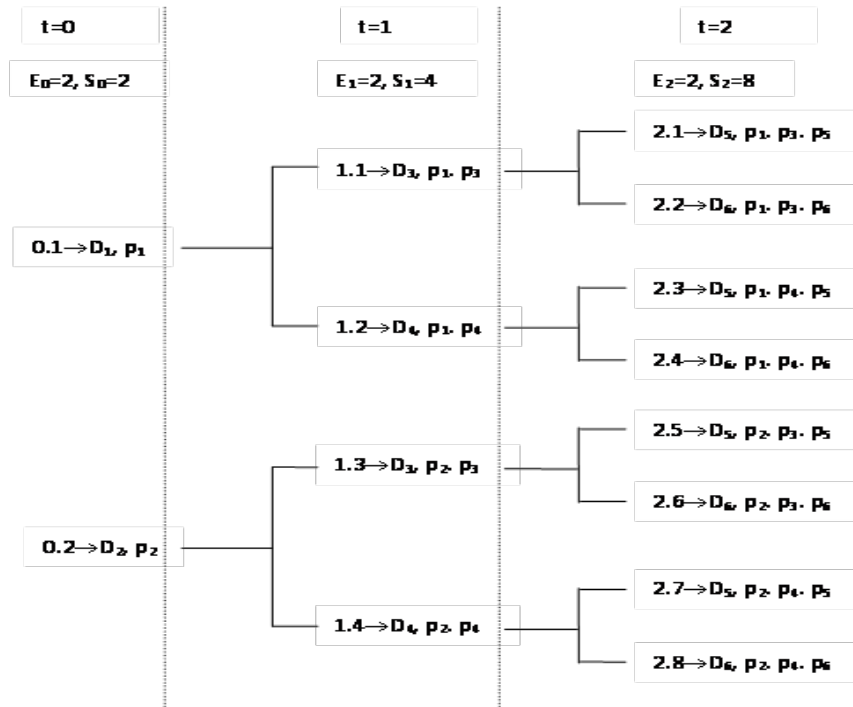 t=0
t=1
t=2
E₀=2, S₀=2
E₁=2, S₁=4
E₂=2, S₂=8
0.1→D₁, p₁
0.2→D₂, p₂
1.1→D₃, p₁. p₃
1.2→D₄, p₁. p₄
1.3→D₃, p₂. p₃
1.4→D₄, p₂. p₄
2.1→D₅, p₁. p₃. p₅
2.2→D₆, p₁. p₃. p₆
2.3→D₅, p₁. p₄. p₅
2.4→D₆, p₁. p₄. p₆
2.5→D₅, p₂. p₃. p₅
2.6→D₆, p₂. p₃. p₆
2.7→D₅, p₂. p₄. p₅
2.8→D₆, p₂. p₄. p₆